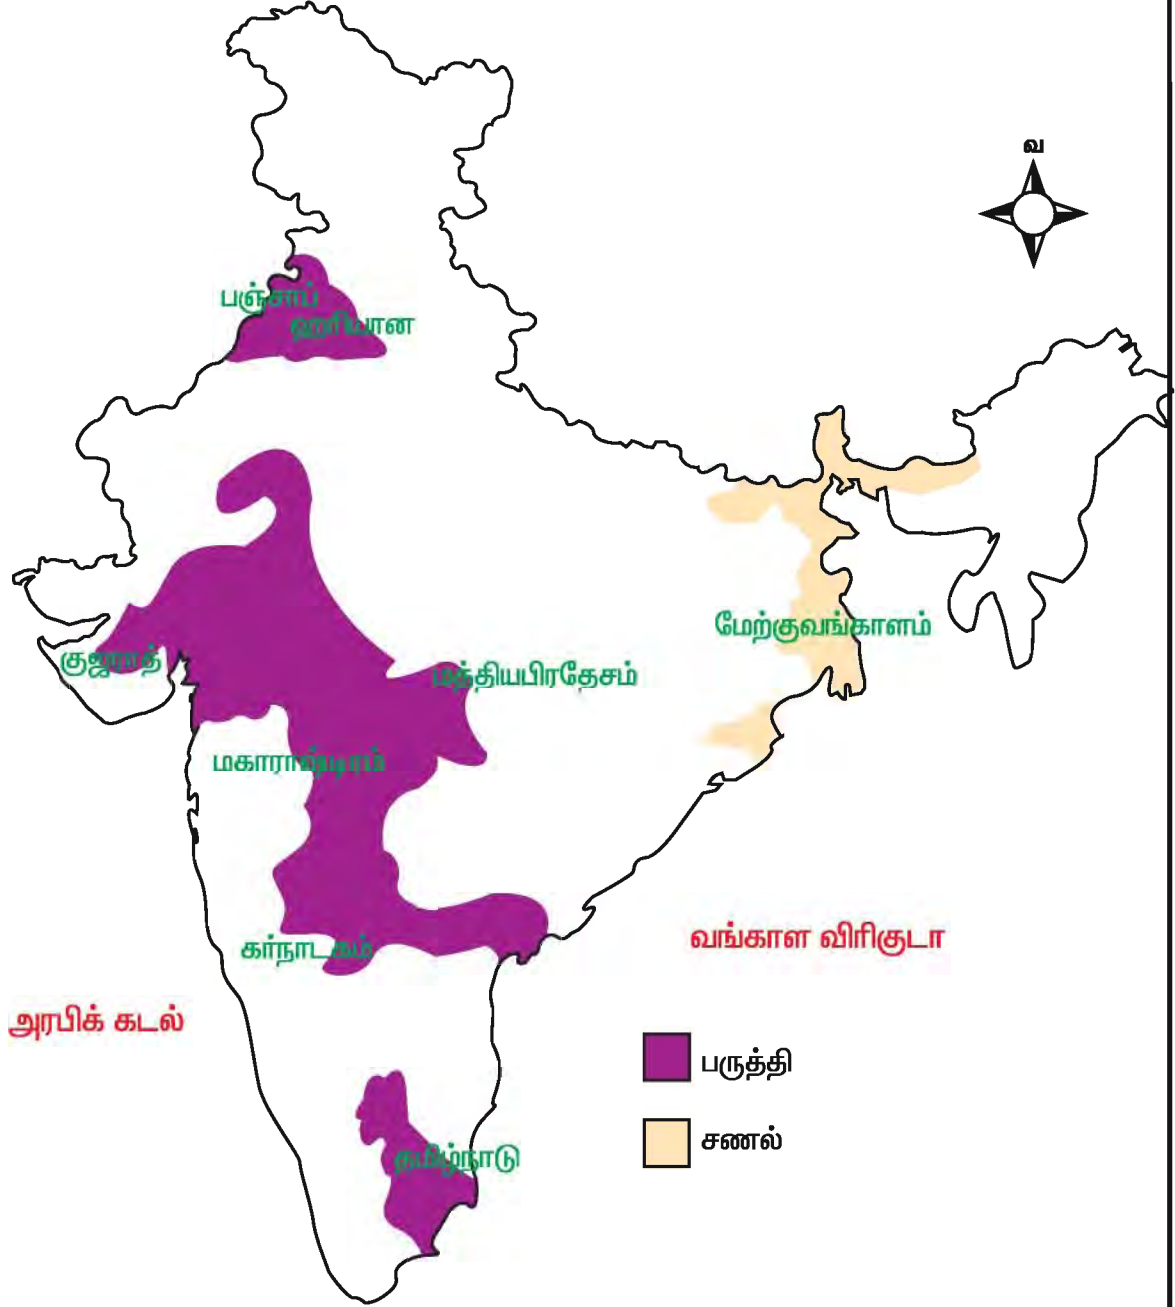 வ
பஞ்சாப்
ஹரியான
மேற்குவங்காளம்
குஜராத்
மத்தியபிரதேசம்
மகாராஷ்டிரம்
கர்நாடகம்
வங்காள விரிகுடா
அரபிக் கடல்
பருத்தி
சணல்
தமிழ்நாடு